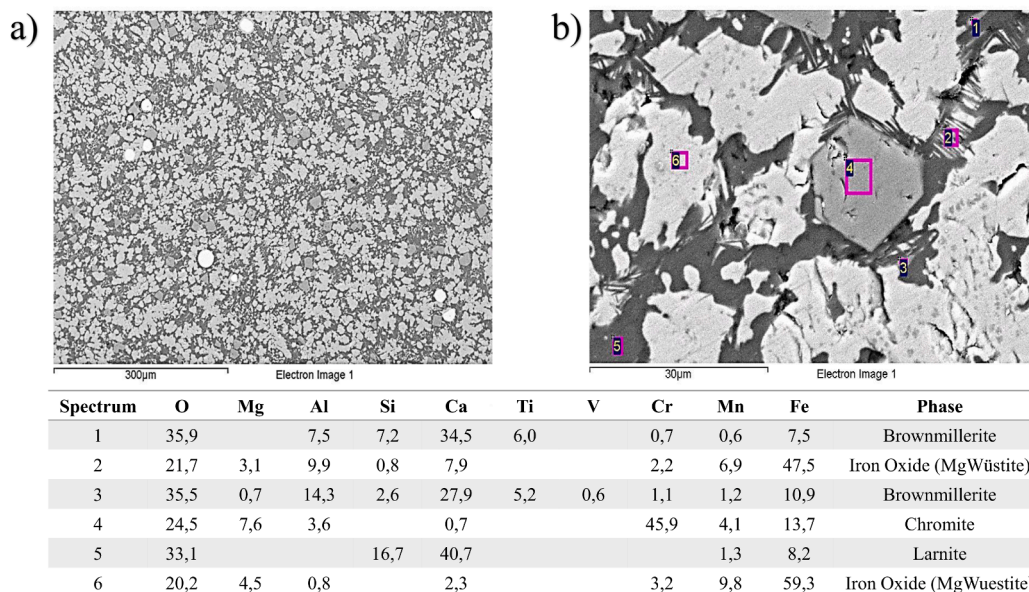 a)
b)
1
2
6
4
3
5
300μm Electron Image 1
30μm Electron Image 1
Spectrum O Mg Al Si Ca Ti V Cr Mn Fe Phase
1 35,9 7,5 7,2 34,5 6,0 0,7 0,6 7,5 Brownmillerite
2 21,7 3,1 9,9 0,8 7,9 2,2 6,9 47,5 Iron Oxide (MgWüstite)
3 35,5 0,7 14,3 2,6 27,9 5,2 0,6 1,1 1,2 10,9 Brownmillerite
4 24,5 7,6 3,6 0,7 45,9 4,1 13,7 Chromite
5 33,1 16,7 40,7 1,3 8,2 Larnite
6 20,2 4,5 0,8 2,3 3,2 9,8 59,3 Iron Oxide (MgWuestite